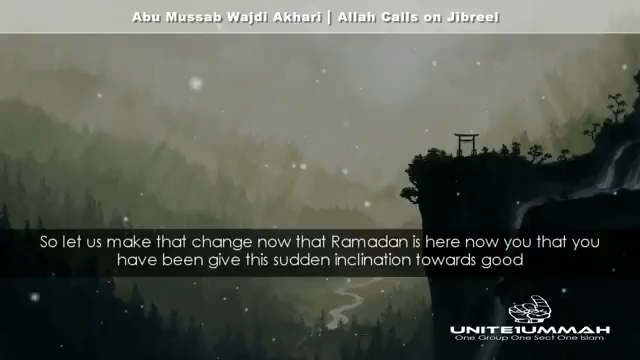 Abu Mussab Wajdi Akhari | Allah Calls on Jibreel
So let us make that change now that Ramadan is here now you that you
have been give this sudden inclination towards good
UNITE1UMMAH
One Group One Sect One Islam